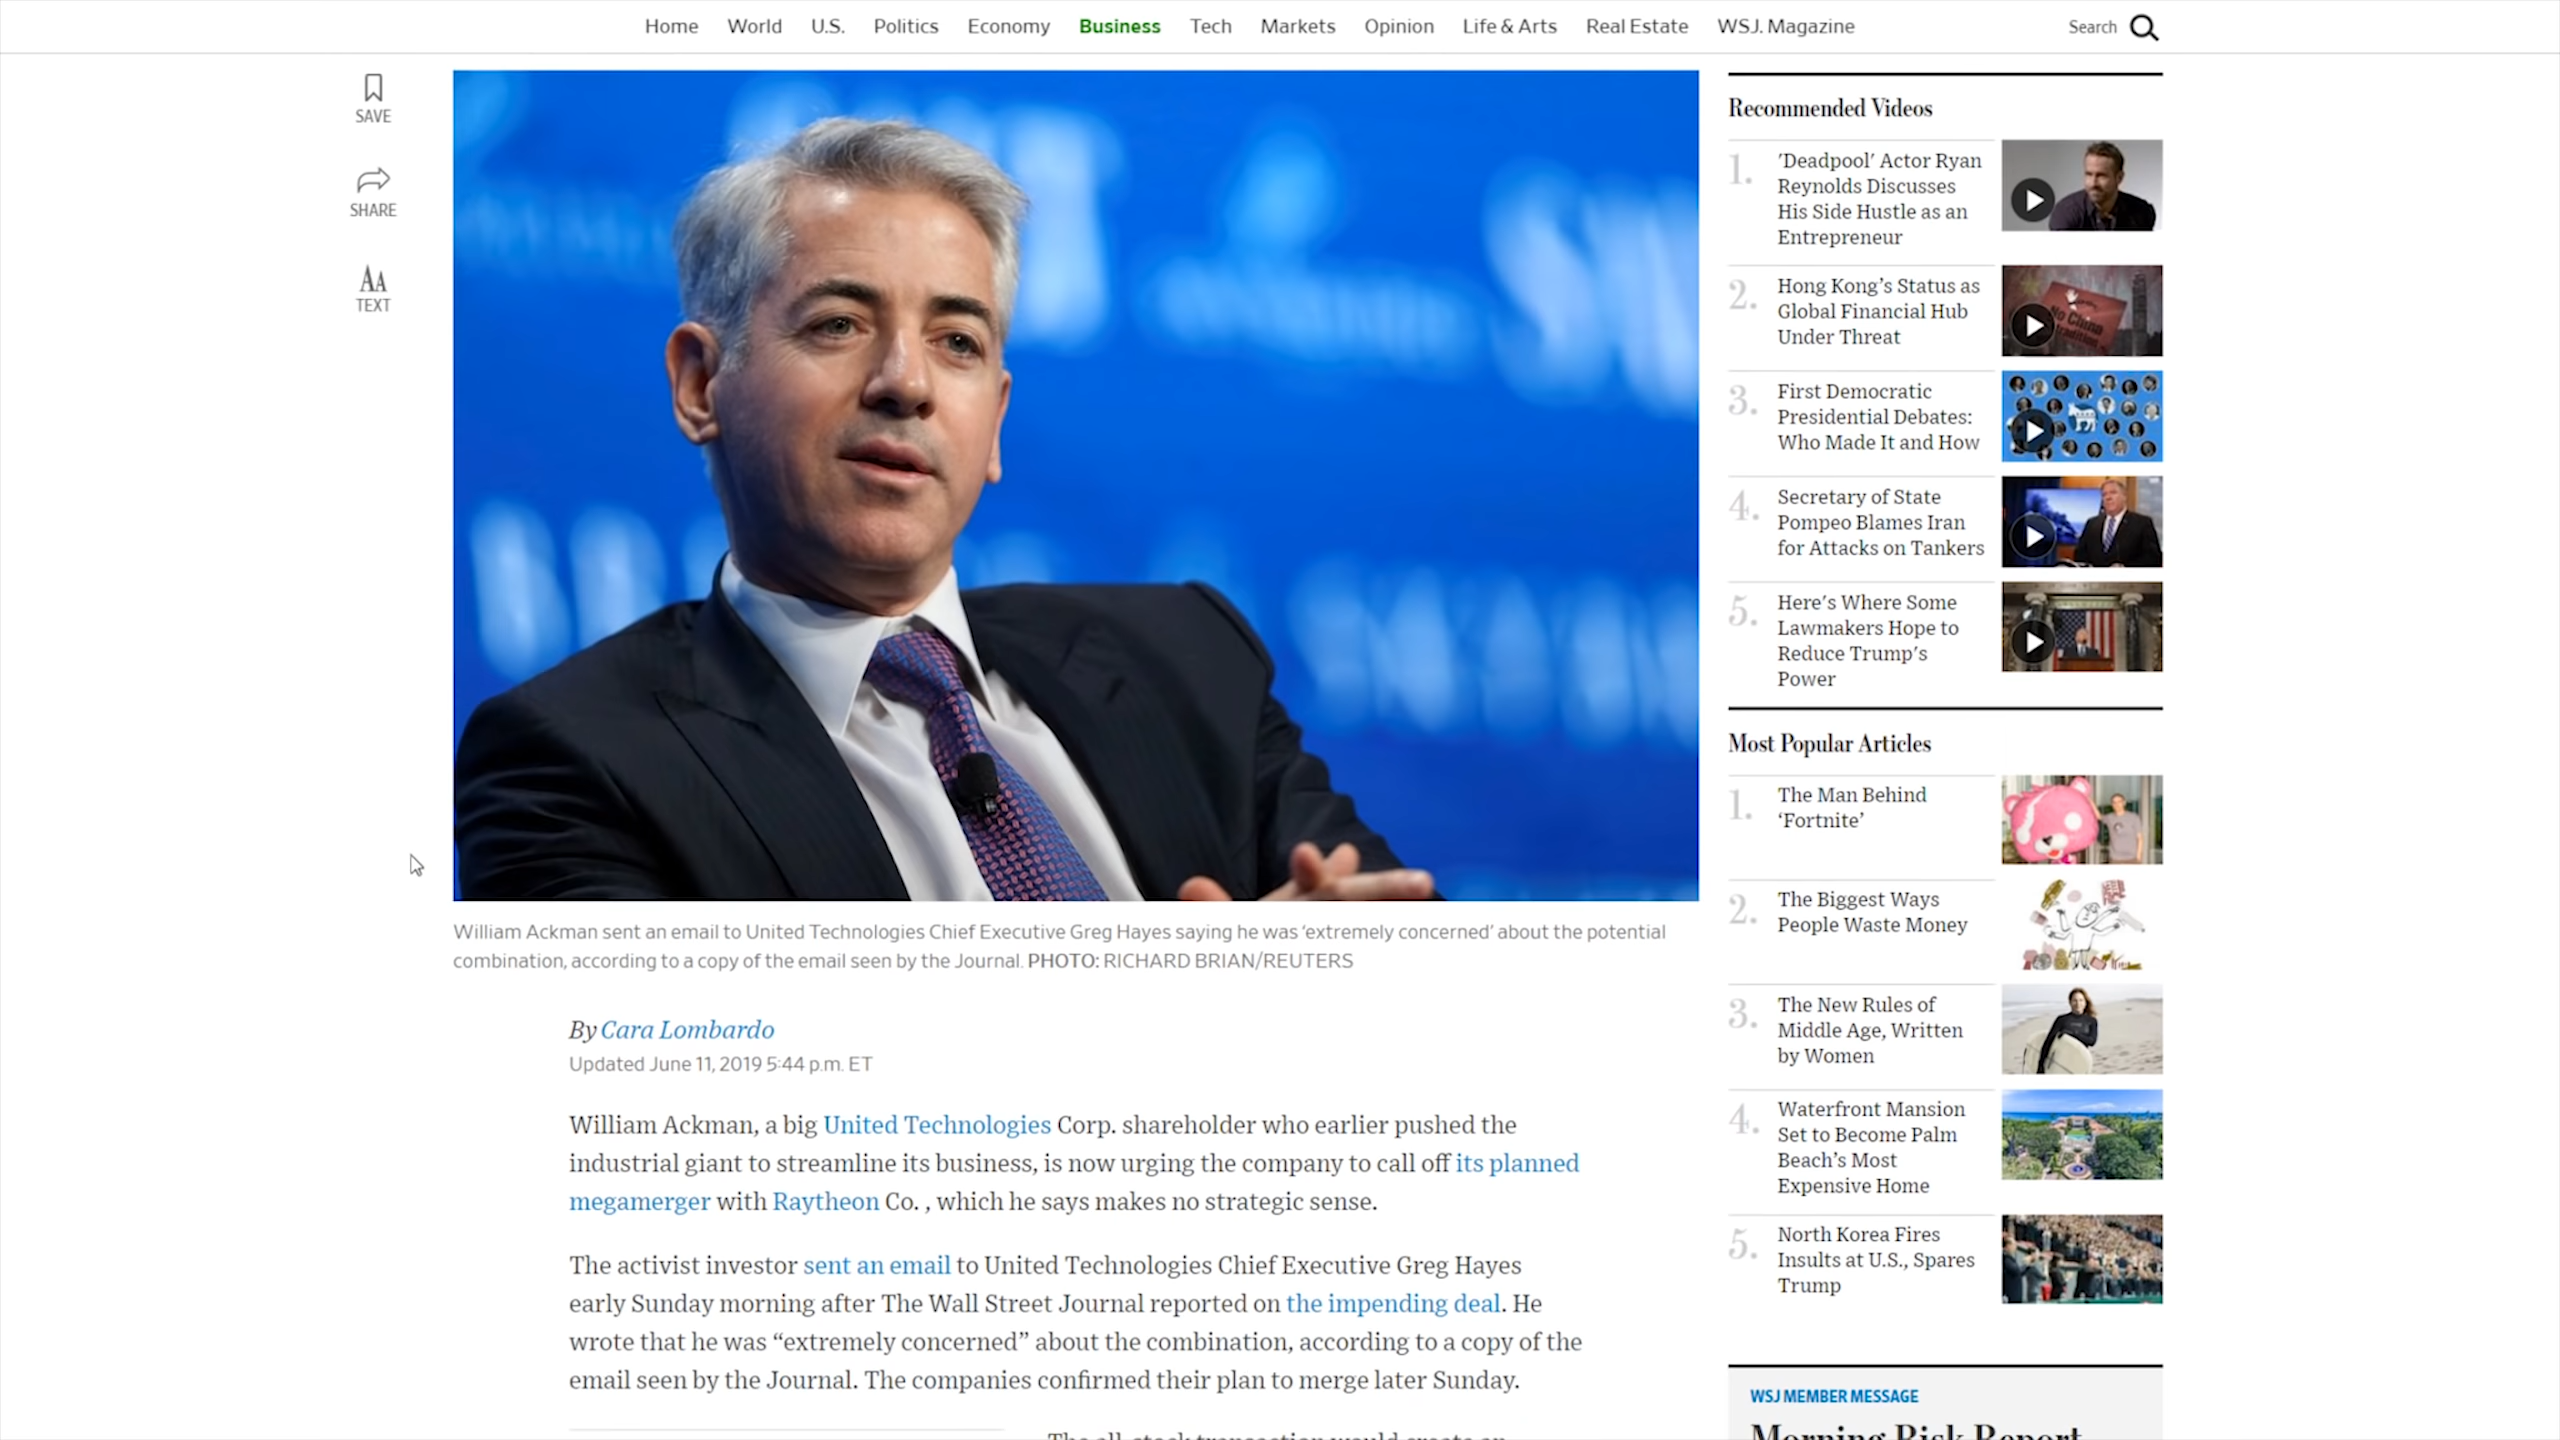 Home World U.S. Politics Economy Business Tech Markets Opinion Life & Arts Real Estate WSJ. Magazine Search
SAVE
SHARE
AA
TEXT
William Ackman sent an email to United Technologies Chief Executive Greg Hayes saying he was ‘extremely concerned’ about the potential
combination, according to a copy of the email seen by the Journal. PHOTO: RICHARD BRIAN/REUTERS
By Cara Lombardo
Updated June 11, 2019 5:44 p.m. ET
William Ackman, a big United Technologies Corp. shareholder who earlier pushed the
industrial giant to streamline its business, is now urging the company to call off its planned
megamerger with Raytheon Co. , which he says makes no strategic sense.
The activist investor sent an email to United Technologies Chief Executive Greg Hayes
early Sunday morning after The Wall Street Journal reported on the impending deal. He
wrote that he was “extremely concerned” about the combination, according to a copy of the
email seen by the Journal. The companies confirmed their plan to merge later Sunday.
The all-stock transaction would create an
Recommended Videos
1. 'Deadpool' Actor Ryan
Reynolds Discusses
His Side Hustle as an
Entrepreneur
2. Hong Kong’s Status as
Global Financial Hub
Under Threat
No China
3. First Democratic
Presidential Debates:
Who Made It and How
4. Secretary of State
Pompeo Blames Iran
for Attacks on Tankers
5. Here's Where Some
Lawmakers Hope to
Reduce Trump's
Power
Most Popular Articles
1. The Man Behind
‘Fortnite’
2. The Biggest Ways
People Waste Money
3. The New Rules of
Middle Age, Written
by Women
4. Waterfront Mansion
Set to Become Palm
Beach’s Most
Expensive Home
5. North Korea Fires
Insults at U.S., Spares
Trump
WSJ MEMBER MESSAGE
Morning Risk Report